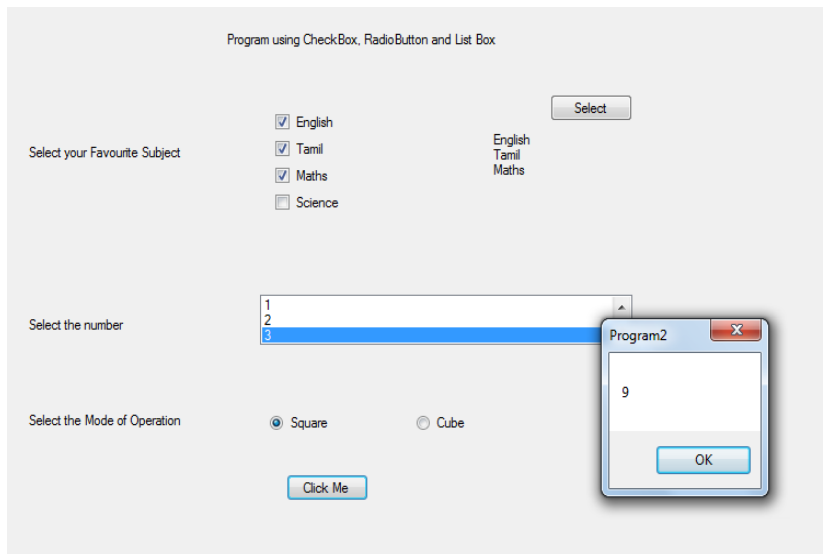 Program using CheckBox, RadioButton and List Box
Select
English
Tamil
Maths
Science
Select your Favourite Subject
English
Tamil
Maths
Select the number
1
2
3
Program2
9
OK
Select the Mode of Operation
Square
Cube
Click Me